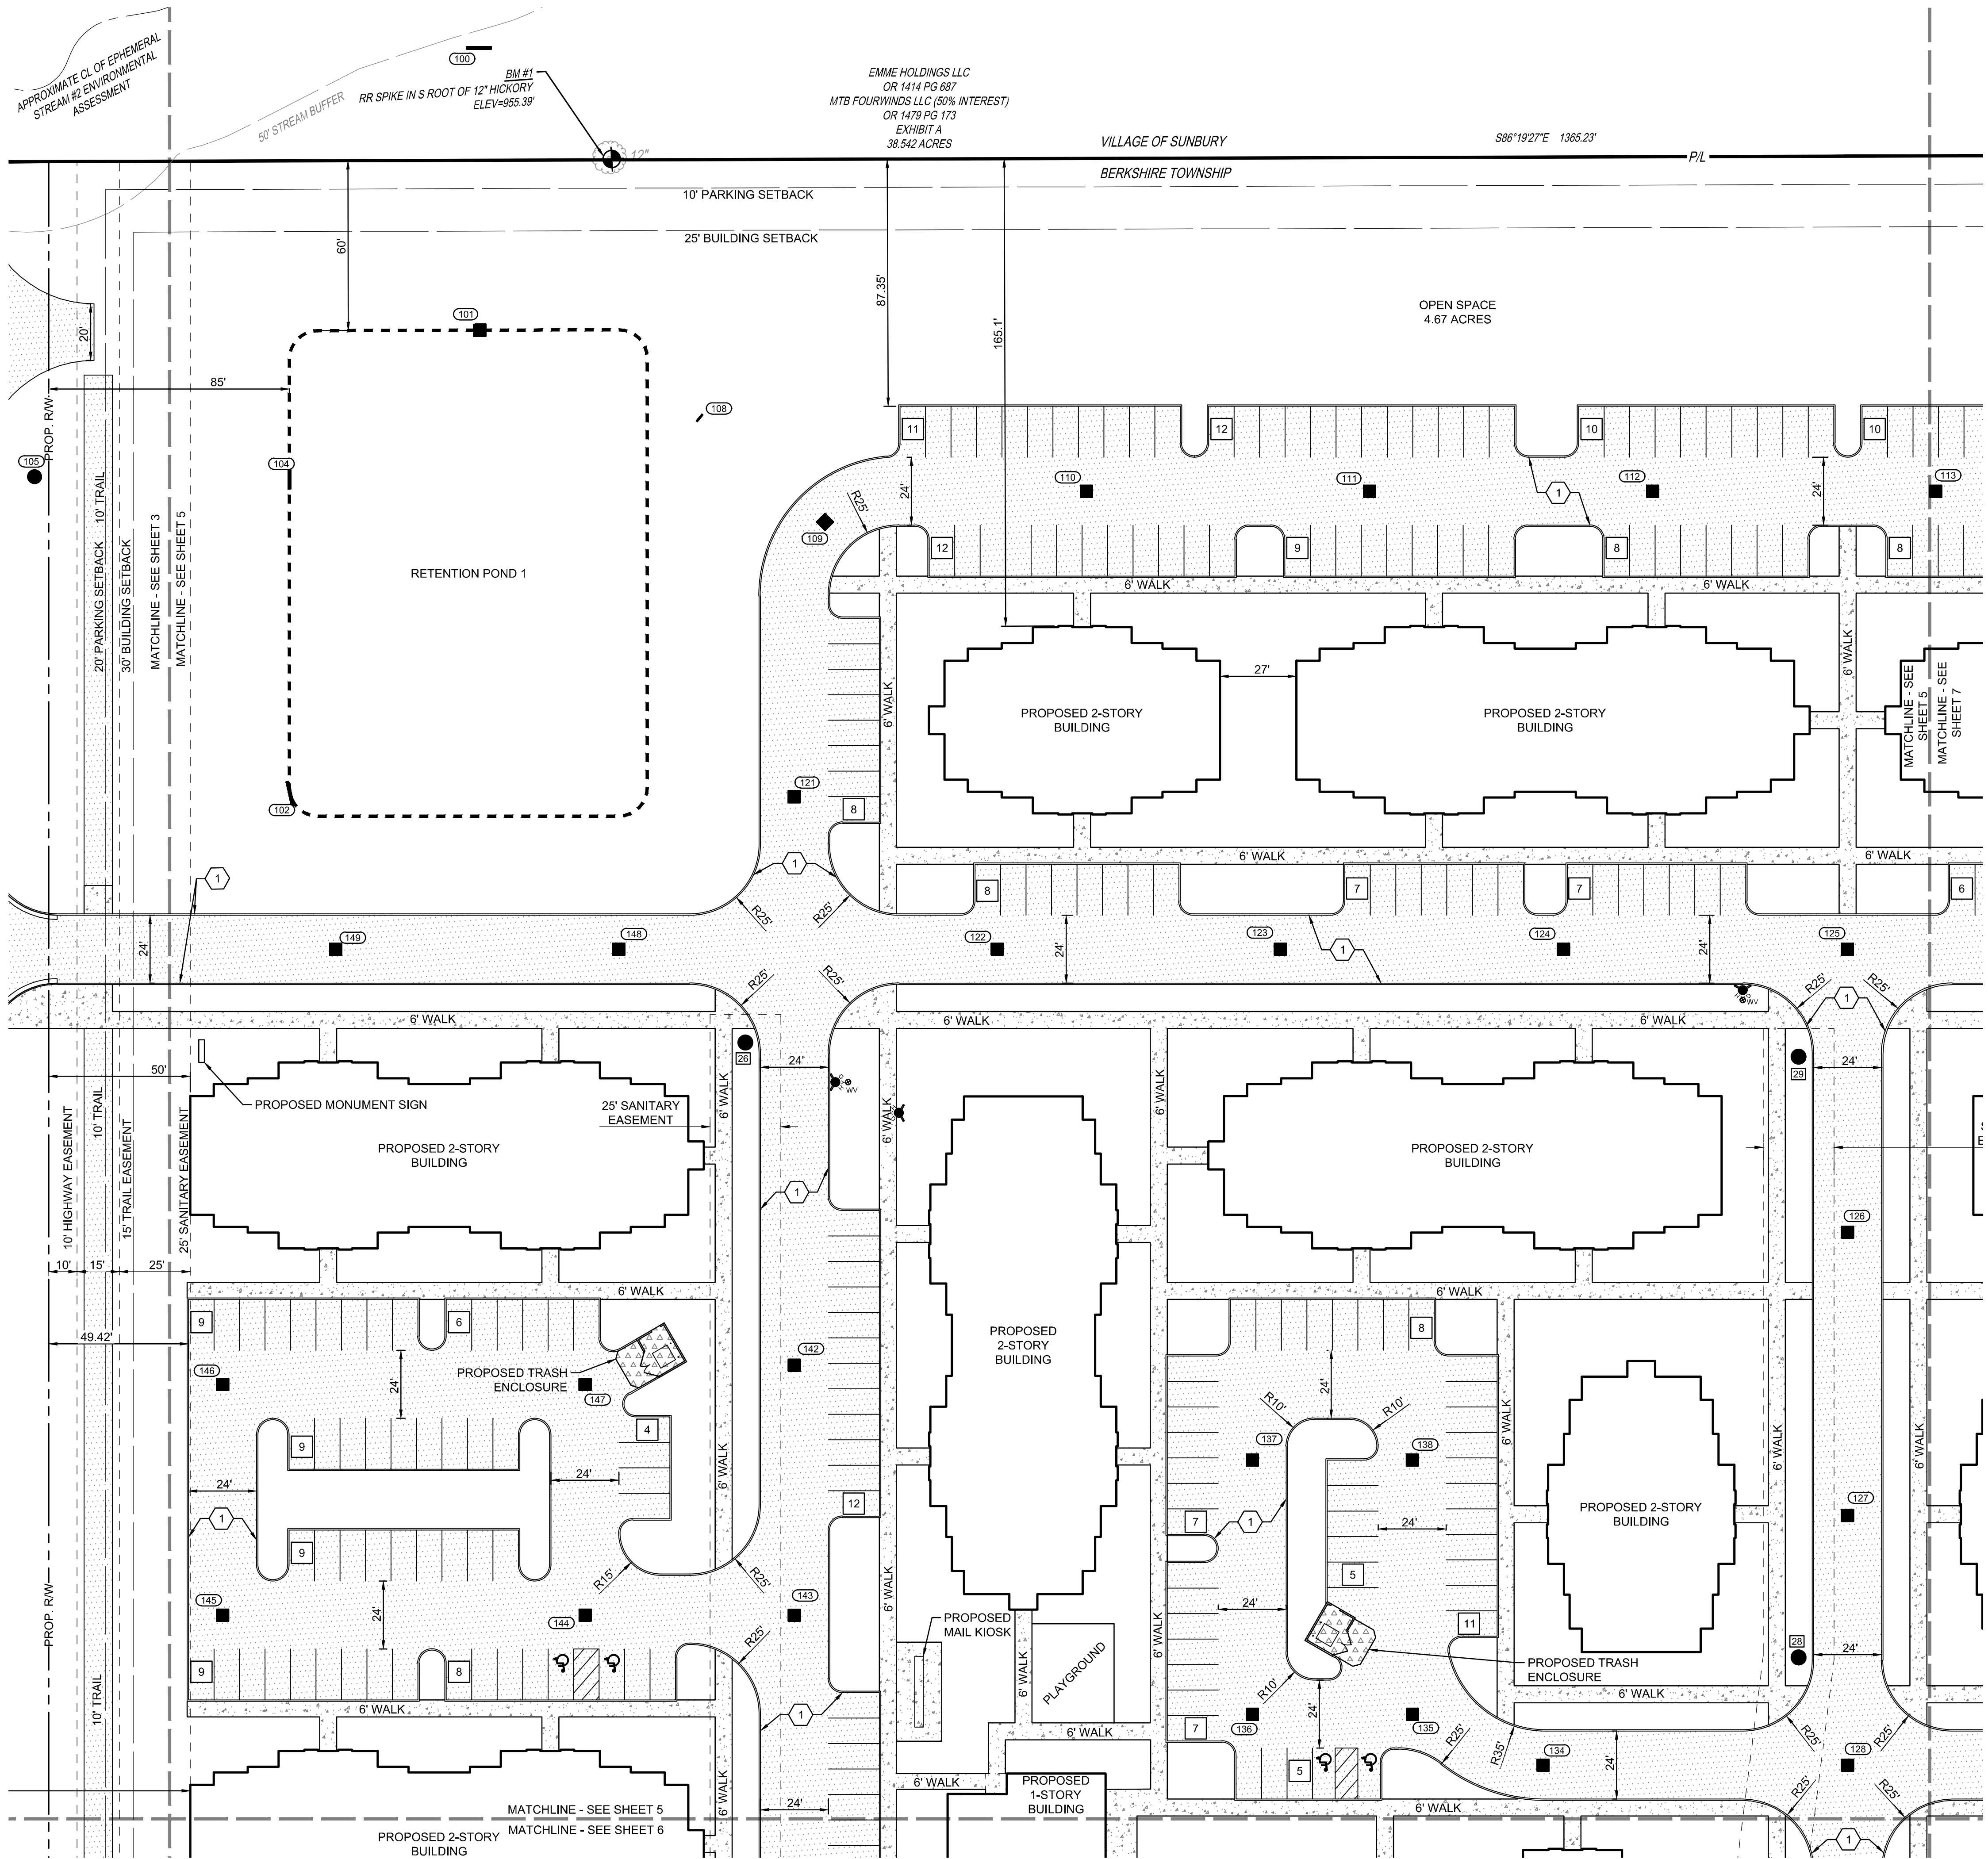 APPROXIMATE CL OF EPHEMERAL
STREAM #2 ENVIRONMENTAL
ASSESSMENT
50' STREAM BUFFER
100
BM #1
RR SPIKE IN S ROOT OF 12" HICKORY
ELEV=955.39'
12"
EMME HOLDINGS LLC
OR 1414 PG 687
MTB FOURWINDS LLC (50% INTEREST)
OR 1479 PG 173
EXHIBIT A
38.542 ACRES
VILLAGE OF SUNBURY
BERKSHIRE TOWNSHIP
S86°19'27"E 1365.23'
P/L
10' PARKING SETBACK
25' BUILDING SETBACK
60'
87.35'
165.1'
OPEN SPACE
4.67 ACRES
20'
101
85'
108
PROP. R/W
105
104
10' TRAIL
20' PARKING SETBACK
30' BUILDING SETBACK
MATCHLINE - SEE SHEET 3
MATCHLINE - SEE SHEET 5
RETENTION POND 1
102
11
12
10
10
110
111
112
113
24'
1
24'
R25'
109
12
9
8
8
6' WALK
6' WALK
6' WALK
6' WALK
27'
PROPOSED 2-STORY
BUILDING
PROPOSED 2-STORY
BUILDING
MATCHLINE - SEE
SHEET 5
MATCHLINE - SEE
SHEET 7
121
8
1
1
R25'
R25'
6' WALK
6' WALK
8
7
7
6
24'
149
148
122
123
124
125
24'
1
24'
R25'
R25'
R25'
R25'
1
WV
6' WALK
6' WALK
6' WALK
26
24'
WV
29
24'
50'
PROPOSED MONUMENT SIGN
25' SANITARY
EASEMENT
6' WALK
6' WALK
6' WALK
10' HIGHWAY EASEMENT
10' TRAIL
15' TRAIL EASEMENT
25' SANITARY EASEMENT
PROPOSED 2-STORY
BUILDING
PROPOSED 2-STORY
BUILDING
1
126
10'
15'
25'
6' WALK
6' WALK
9
6
8
49.42'
146
PROPOSED TRASH
ENCLOSURE
147
24'
142
PROPOSED
2-STORY
BUILDING
24'
R10'
R10'
9
4
137
138
6' WALK
6' WALK
6' WALK
6' WALK
24'
24'
12
127
PROPOSED 2-STORY
BUILDING
1
9
7
1
24'
5
R15'
R25'
PROP. R/W
145
24'
144
143
6' WALK
24'
PROPOSED
MAIL KIOSK
11
28
24'
R25'
9
8
6' WALK
PLAYGROUND
6' WALK
R10'
PROPOSED TRASH
ENCLOSURE
10' TRAIL
6' WALK
6' WALK
1
6' WALK
7
136
24'
135
R25'
R35'
134
24'
R25'
128
R25'
6' WALK
24'
6' WALK
PROPOSED
1-STORY
BUILDING
5
6' WALK
R25'
R25'
MATCHLINE - SEE SHEET 5
MATCHLINE - SEE SHEET 6
PROPOSED 2-STORY
BUILDING
1